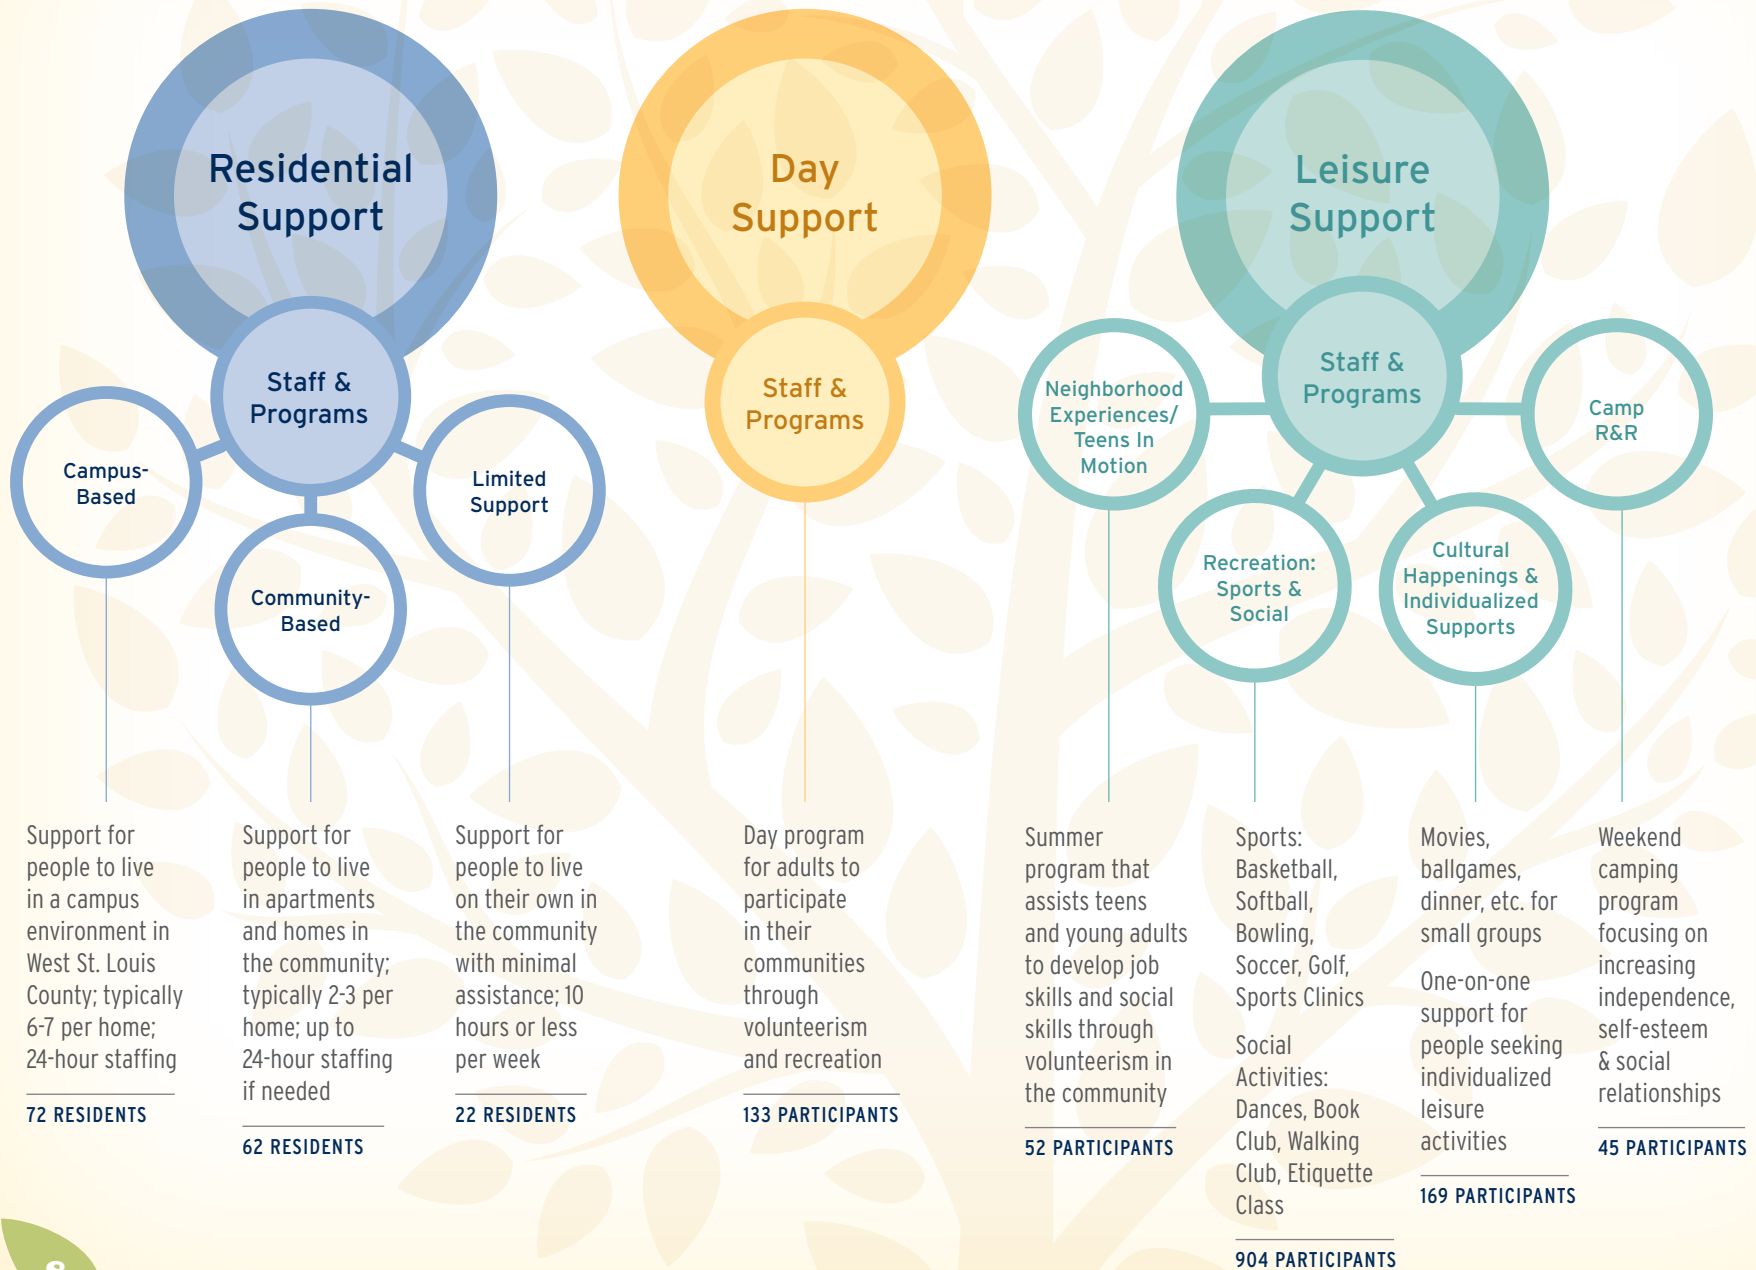 Residential
Support
Day
Support
Leisure
Support
Staff &
Programs
Staff &
Programs
Staff &
Programs
Campus-
Based
Community-
Based
Limited
Support
Neighborhood
Experiences/
Teens In
Motion
Recreation:
Sports &
Social
Cultural
Happenings &
Individualized
Supports
Camp
R&R
Support for
people to live
in a campus
environment in
West St. Louis
County; typically
6-7 per home;
24-hour staffing
72 RESIDENTS
Support for
people to live
in apartments
and homes in
the community;
typically 2-3 per
home; up to
24-hour staffing
if needed
62 RESIDENTS
Support for
people to live
on their own in
the community
with minimal
assistance; 10
hours or less
per week
22 RESIDENTS
Day program
for adults to
participate
in their
communities
through
volunteerism
and recreation
133 PARTICIPANTS
Summer
program that
assists teens
and young adults
to develop job
skills and social
skills through
volunteerism in
the community
52 PARTICIPANTS
Sports:
Basketball,
Softball,
Bowling,
Soccer, Golf,
Sports Clinics
Social
Activities:
Dances, Book
Club, Walking
Club, Etiquette
Class
904 PARTICIPANTS
Movies,
ballgames,
dinner, etc. for
small groups
One-on-one
support for
people seeking
individualized
leisure
activities
169 PARTICIPANTS
Weekend
camping
program
focusing on
increasing
independence,
self-esteem
& social
relationships
45 PARTICIPANTS
8